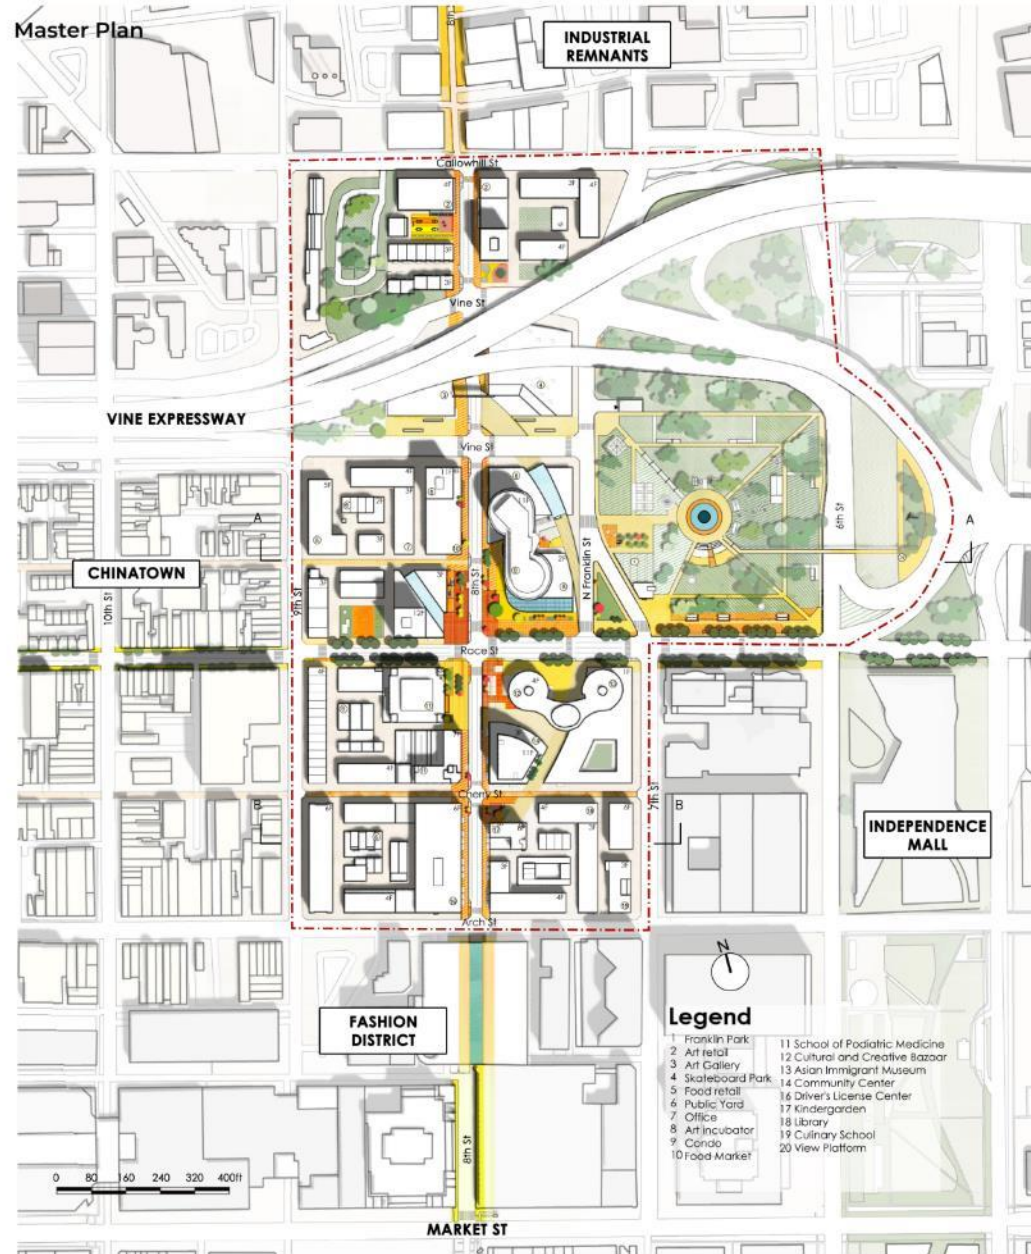 Master Plan
8th St
INDUSTRIAL
REMNANTS
Callowhill St
Vine St
VINE EXPRESSWAY
Vine St
A
A
CHINATOWN
10th St
9th St
8th St
N Franklin St
6th St
Race St
Cherry St
7th St
B
B
INDEPENDENCE
MALL
Arch St
N
FASHION
DISTRICT
Legend
1 Franklin Park
2 Art retail
3 Art Gallery
4 Skateboard Park
5 Food retail
6 Public Yard
7 Office
8 Art incubator
9 Condo
10 Food Market
11 School of Podiatric Medicine
12 Cultural and Creative Bazaar
13 Asian Immigrant Museum
14 Community Center
16 Driver's License Center
17 Kindergarden
18 Library
19 Culinary School
20 View Platform
8th St
0 80 160 240 320 400ft
MARKET ST